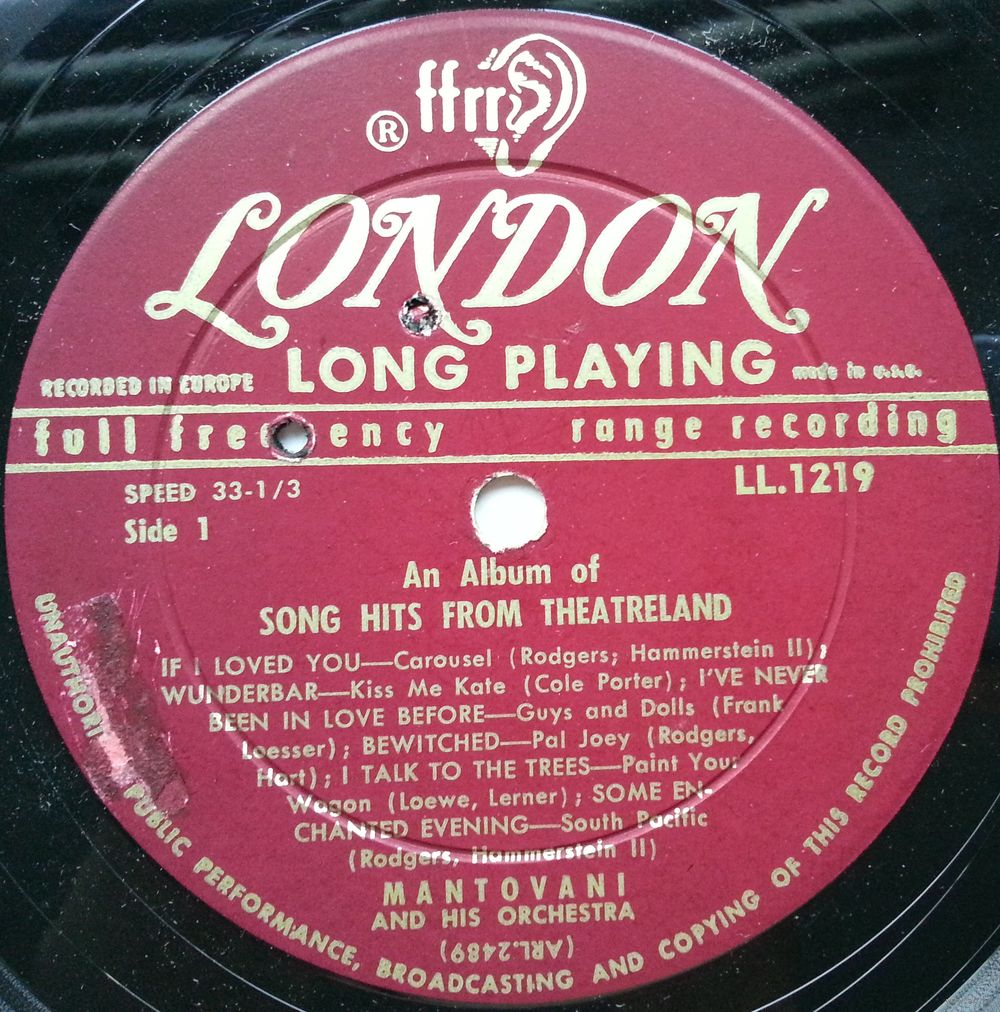 ffrr
®
LONDON
LONG PLAYING
RECORDED IN EUROPE
made in u.s.a.
full fre ency range recording
SPEED 33-1/3
LL.1219
Side 1
An Album of
SONG HITS FROM THEATRELAND
IF I LOVED YOU—Carousel (Rodgers; Hammerstein II);
WUNDERBAR—Kiss Me Kate (Cole Porter); I'VE NEVER
BEEN IN LOVE BEFORE—Guys and Dolls (Frank
Loesser); BEWITCHED—Pal Joey (Rodgers,
Hart); I TALK TO THE TREES—Paint Your
Wagon (Loewe, Lerner); SOME EN-
CHANTED EVENING—South Pacific
(Rodgers, Hammerstein II)
MANTOVANI
AND HIS ORCHESTRA
(ARL.2489)
UNAUTHORI PUBLIC PERFORMANCE, BROADCASTING AND COPYING OF THIS RECORD PROHIBITED